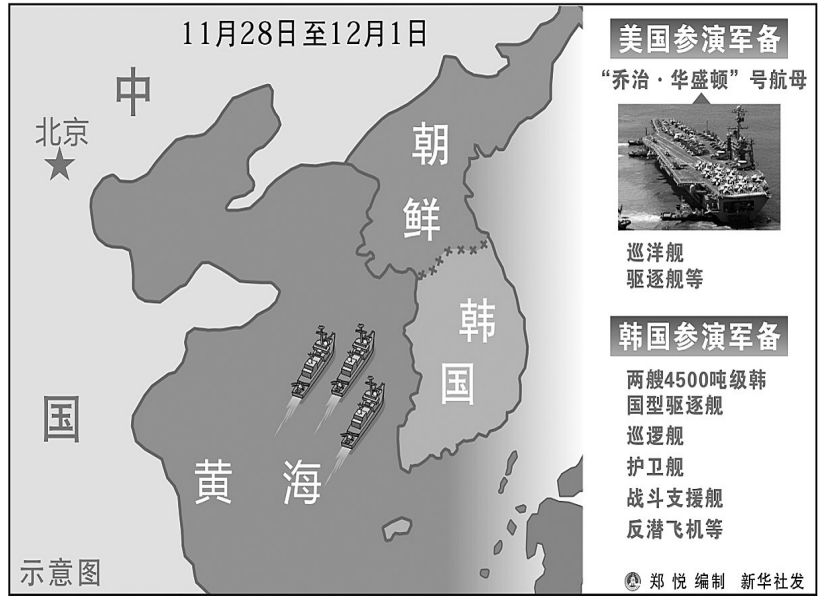 11月28日至12月1日
中
国
北京
朝
鲜
韩
国
黄 海
示意图
美国参演军备
“乔治·华盛顿”号航母
巡洋舰
驱逐舰等
韩国参演军备
两艘4500吨级韩
国型驱逐舰
巡逻舰
护卫舰
战斗支援舰
反潜飞机等
郑 悦 编制 新华社发